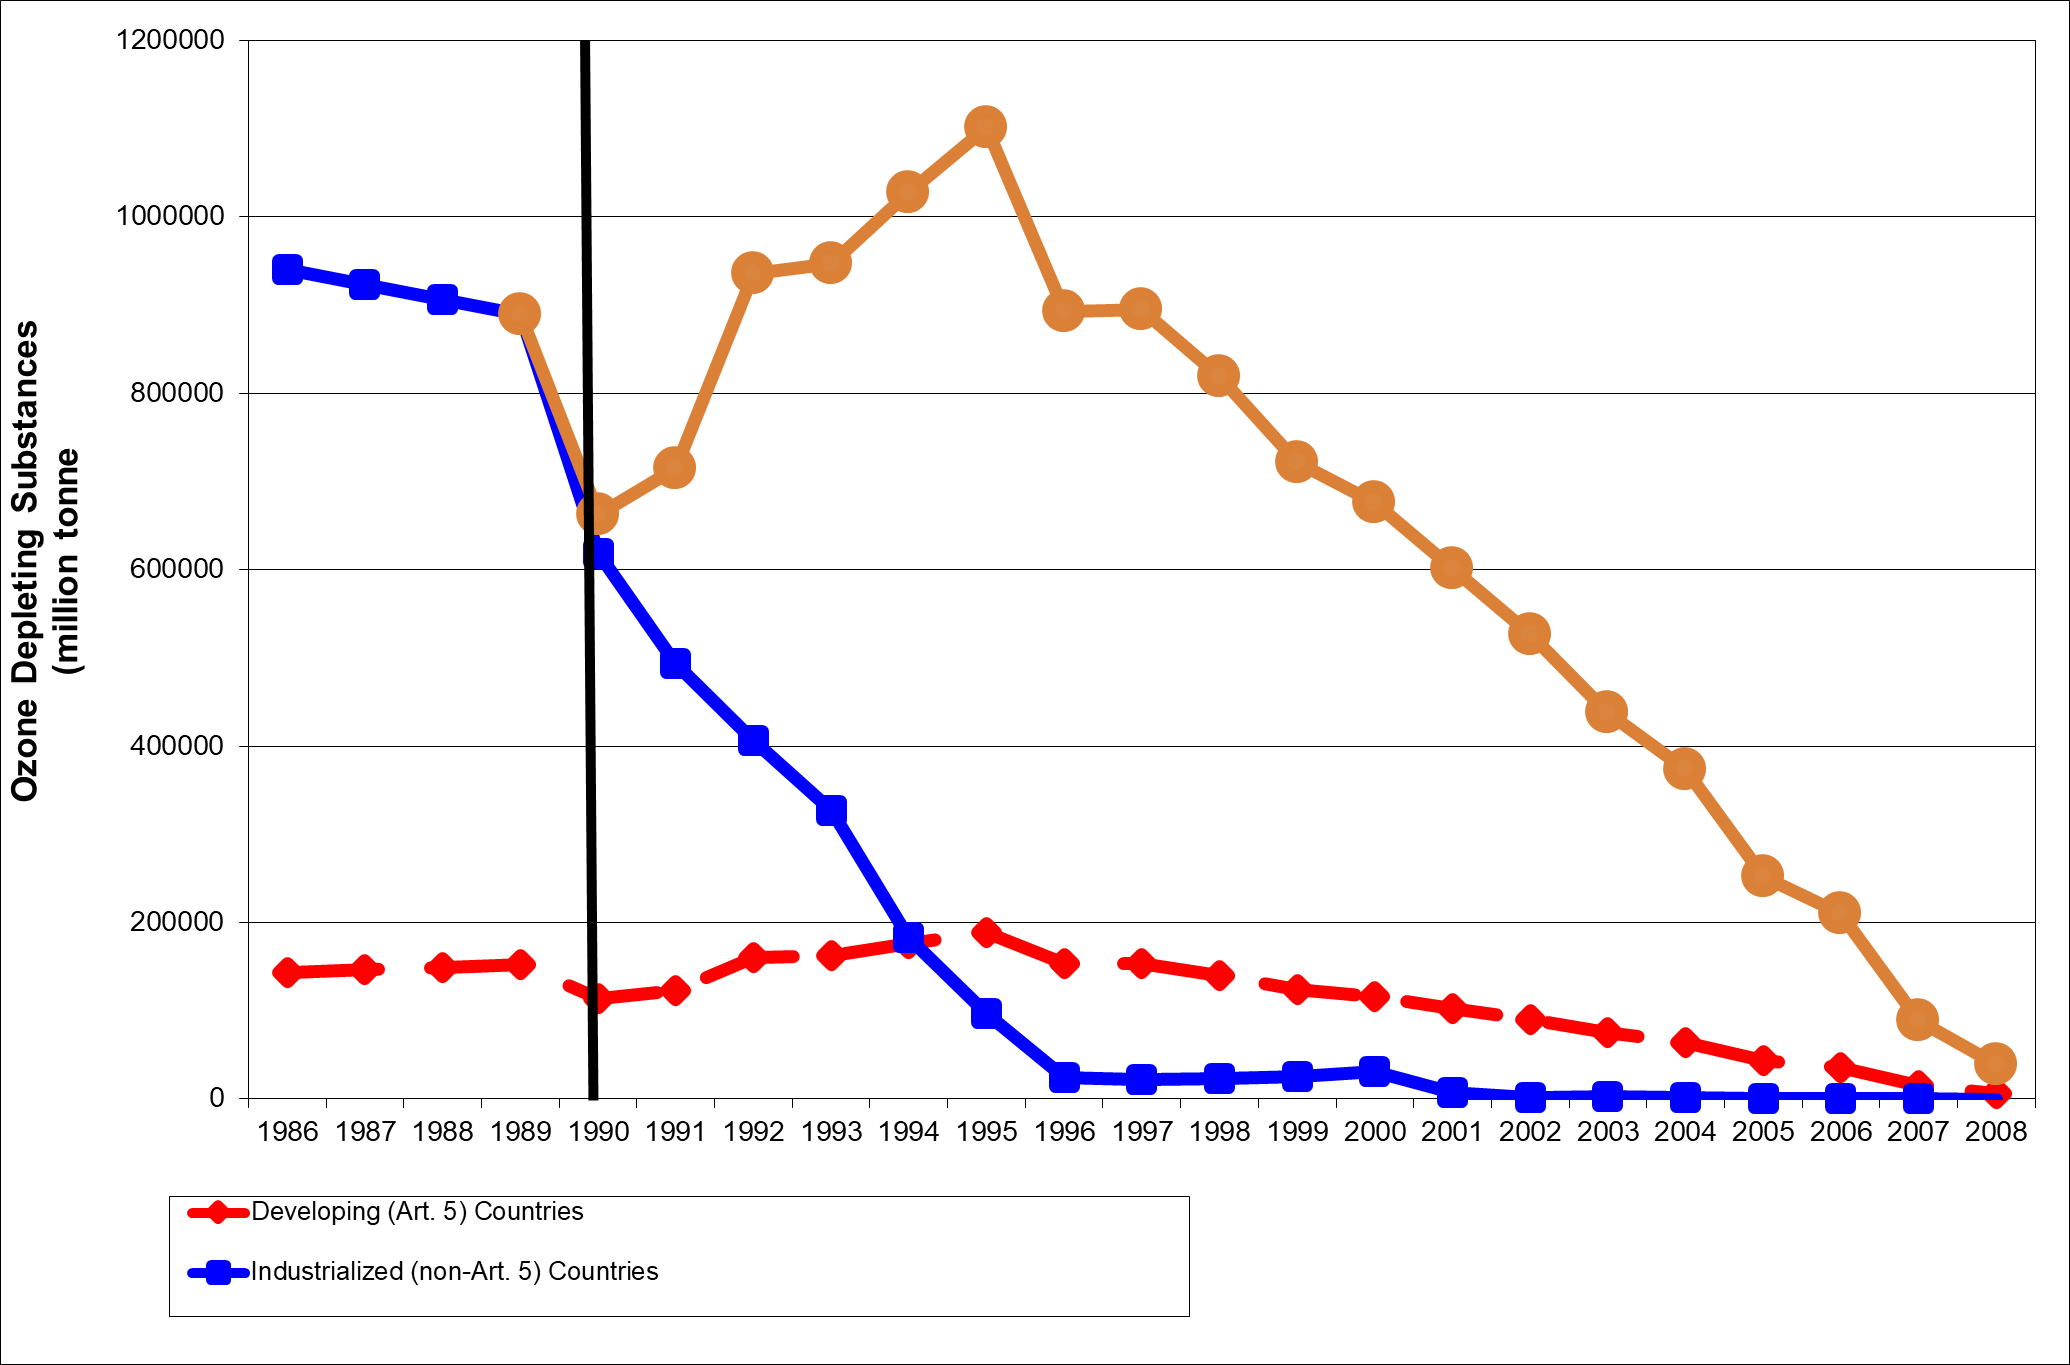 Ozone Depleting Substances
(million tonne
1200000
1000000
800000
600000
400000
200000
0
1986 1987 1988 1989 1990 1991 1992 1993 1994 1995 1996 1997 1998 1999 2000 2001 2002 2003 2004 2005 2006 2007 2008
Developing (Art. 5) Countries
Industrialized (non-Art. 5) Countries